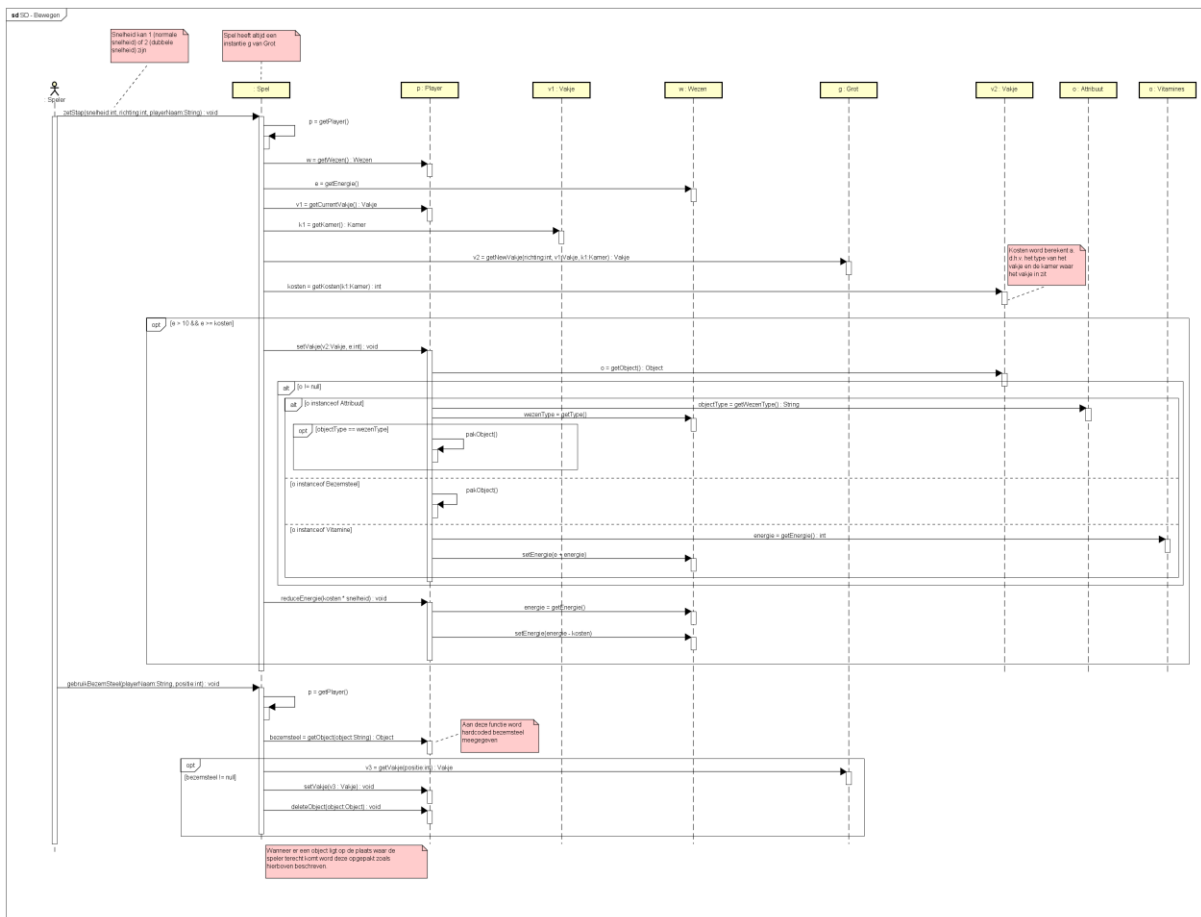 sd SD - Bewegen
Snelheid kan 1 (normale
snelheid) of 2 (dubbele
snelheid) zijn
Spel heeft altijd een
instantie g van Grot
: Speler
: Spel
p : Player
v1 : Vakje
w : Wezen
g : Grot
v2 : Vakje
o : Attribuut
: Vitamines
zetStap(snelheid:int, richting:int, playerNaam:String) : void
p = getPlayer()
w = getWezen() : Wezen
e = getEnergie()
v1 = getCurrentVakje() : Vakje
k1 = getKamer() : Kamer
v2 = getNewVakje(richting:int, v1:Vakje, k1:Kamer) : Vakje
Kosten word berekent a.
d.h.v. het type van het
vakje en de kamer waar
het vakje in zit
kosten = getKosten(k1:Kamer) : int
opt
[e > 10 && e >= kosten]
setVakje(v2:Vakje, e:int) : void
o = getObject() : Object
alt
[o != null]
alt
[o instanceof Attribuut]
objectType = getWezenType() : String
wezenType = getType()
opt
[objectType == wezenType]
pakObject()
[o instanceof Bezemsteel]
pakObject()
[o instanceof Vitamine]
energie = getEnergie() : int
setEnergie(e + energie)
reduceEnergie(kosten * snelheid) : void
energie = getEnergie()
setEnergie(energie - kosten)
gebruikBezemSteel(playerNaam:String, positie:int) : void
p = getPlayer()
Aan deze functie word
hardcoded bezemsteel
meegegeven
bezemsteel = getObject(object:String) : Object
opt
[bezemsteel != null]
v3 = getVakje(positie:int) : Vakje
setVakje(v3 : Vakje) : void
deleteObject(object:Object) : void
Wanneer er een object ligt op de plaats waar de
speler terecht komt word deze opgepakt zoals
hierboven beschreven